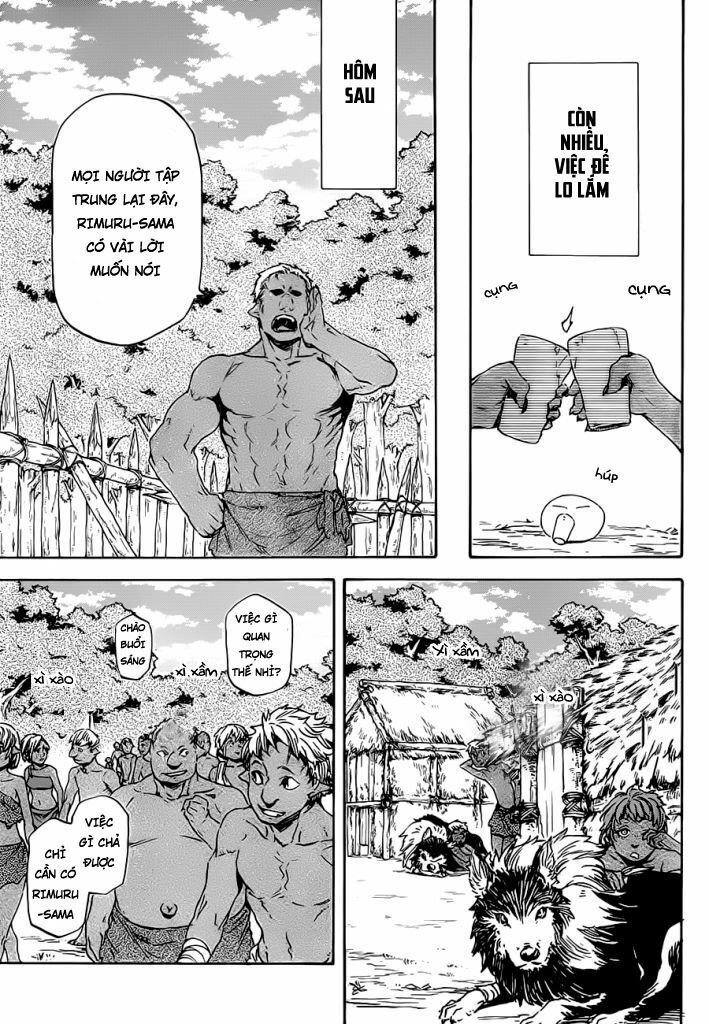 CÒN
NHIỀU,
VIỆC ĐỂ
LO LẮM
CỤNG
CỤNG
HÚP
HÔM
SAU
MỌI NGƯỜI TẬP
TRUNG LẠI ĐÂY,
RIMURU-SAMA
CÓ VÀI LỜI
MUỐN NÓI
XÌ XẦM
XÌ XÀO
VIỆC GÌ
QUAN
TRỌNG
THẾ NHỈ?
CHÀO
BUỔI
SÁNG
XÌ XẦM
XÌ XÀO
VIỆC
GÌ CHẢ
ĐƯỢC
CHỈ
CẦN CÓ
RIMURU
-SAMA